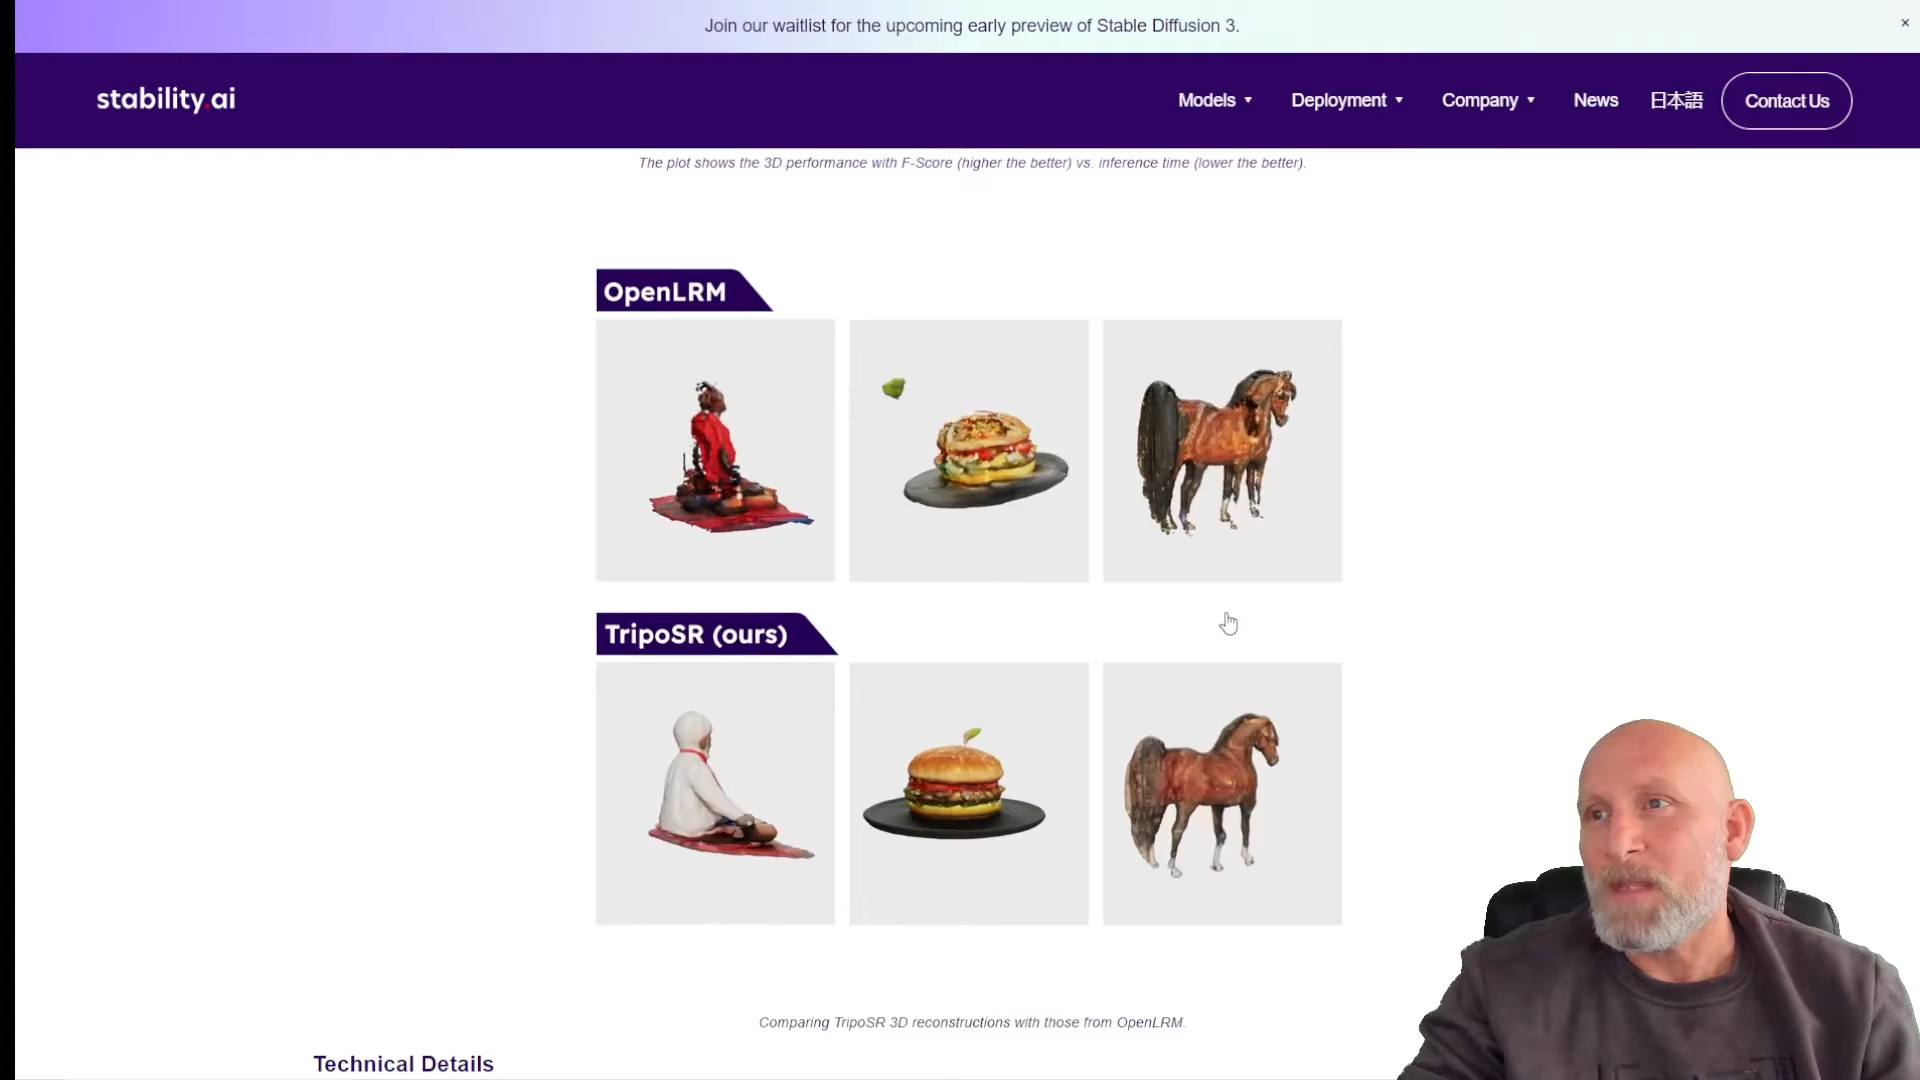 Join our waitlist for the upcoming early preview of Stable Diffusion 3.
×
stability.ai
Models ▼ Deployment ▼ Company ▼ News 日本語 Contact Us
The plot shows the 3D performance with F-Score (higher the better) vs. inference time (lower the better).
OpenLRM
TripoSR (ours)
Comparing TripoSR 3D reconstructions with those from OpenLRM.
Technical Details